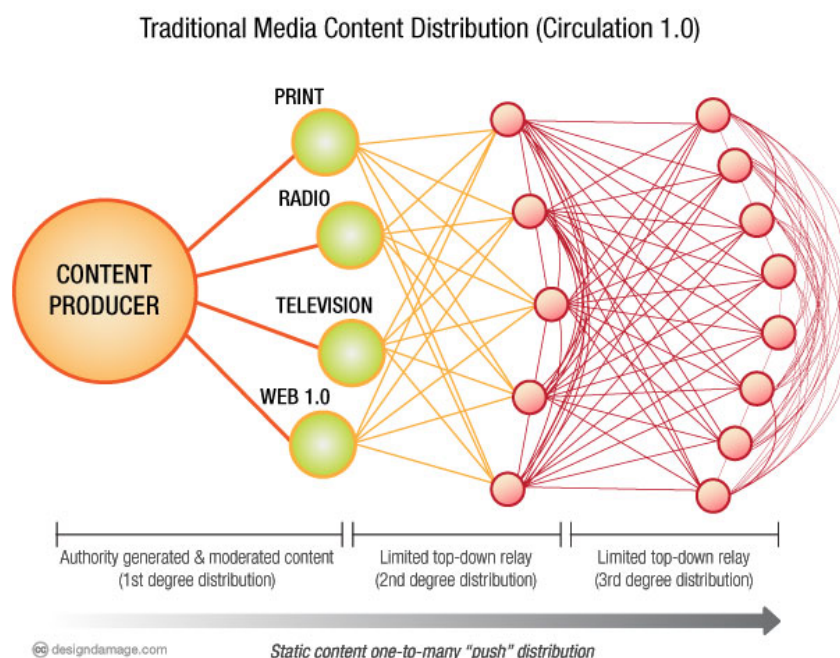 Traditional Media Content Distribution (Circulation 1.0)
PRINT
RADIO
CONTENT
PRODUCER
TELEVISION
WEB 1.0
Authority generated & moderated content
(1st degree distribution)
Limited top-down relay
(2nd degree distribution)
Limited top-down relay
(3rd degree distribution)
cc designdamage.com
Static content one-to-many "push" distribution